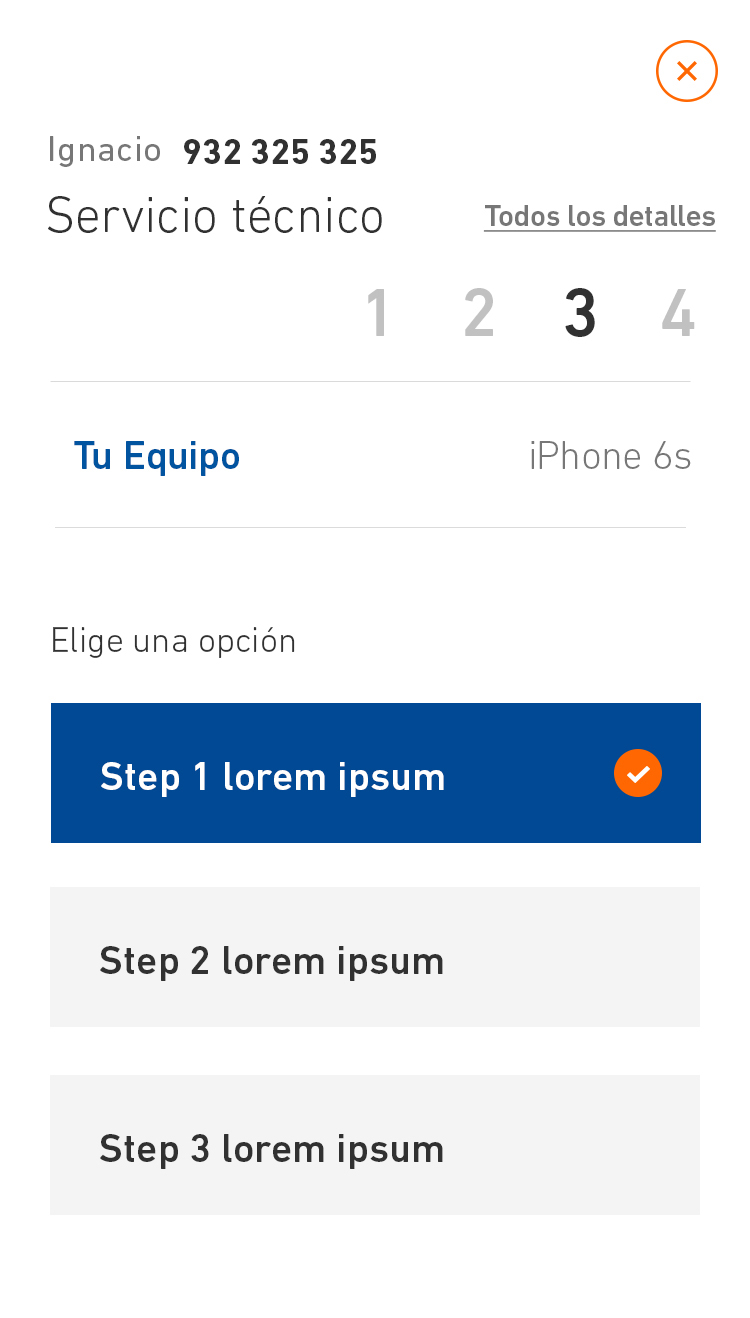 Ignacio 932 325 325
Servicio técnico Todos los detalles
1 2 3 4
Tu Equipo iPhone 6s
Elige una opción
Step 1 lorem ipsum
Step 2 lorem ipsum
Step 3 lorem ipsum